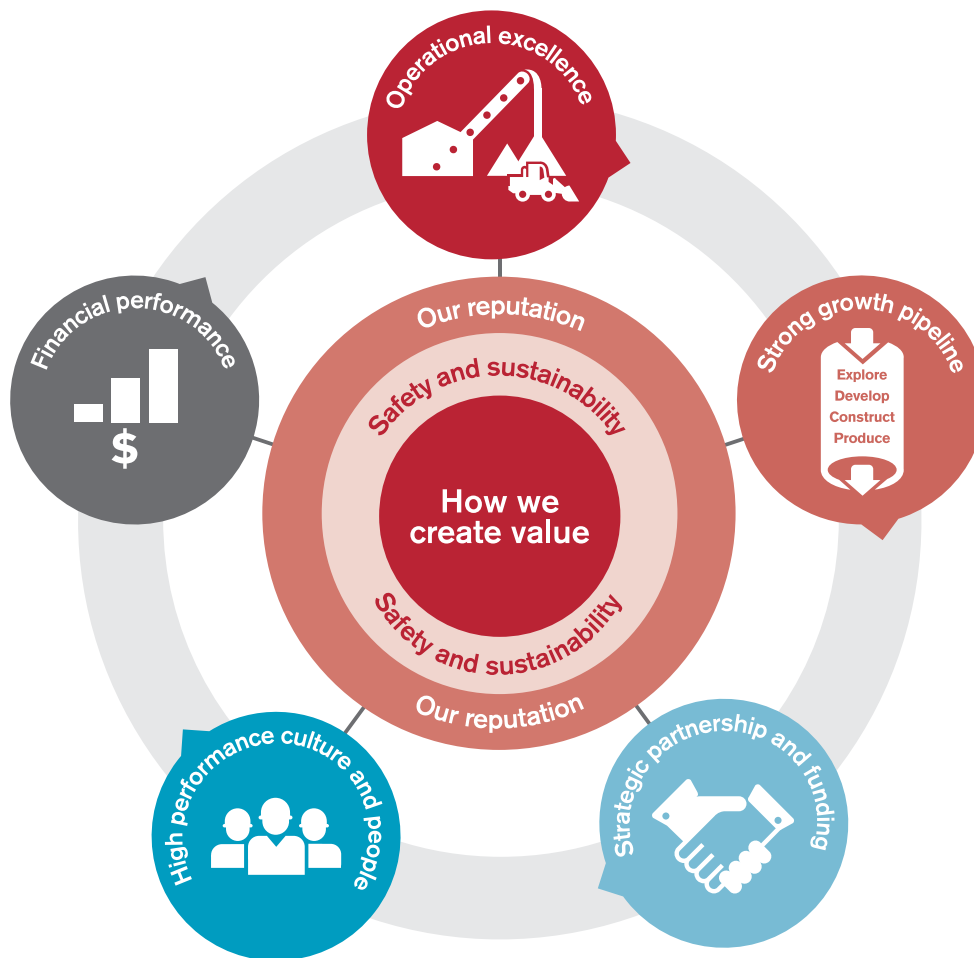 Operational excellence
Strong growth pipeline
Explore
Develop
Construct
Produce
Strategic partnership and funding
High performance culture and people
Financial performance
$
Our reputation
Safety and sustainability
How we
create value
Safety and sustainability
Our reputation